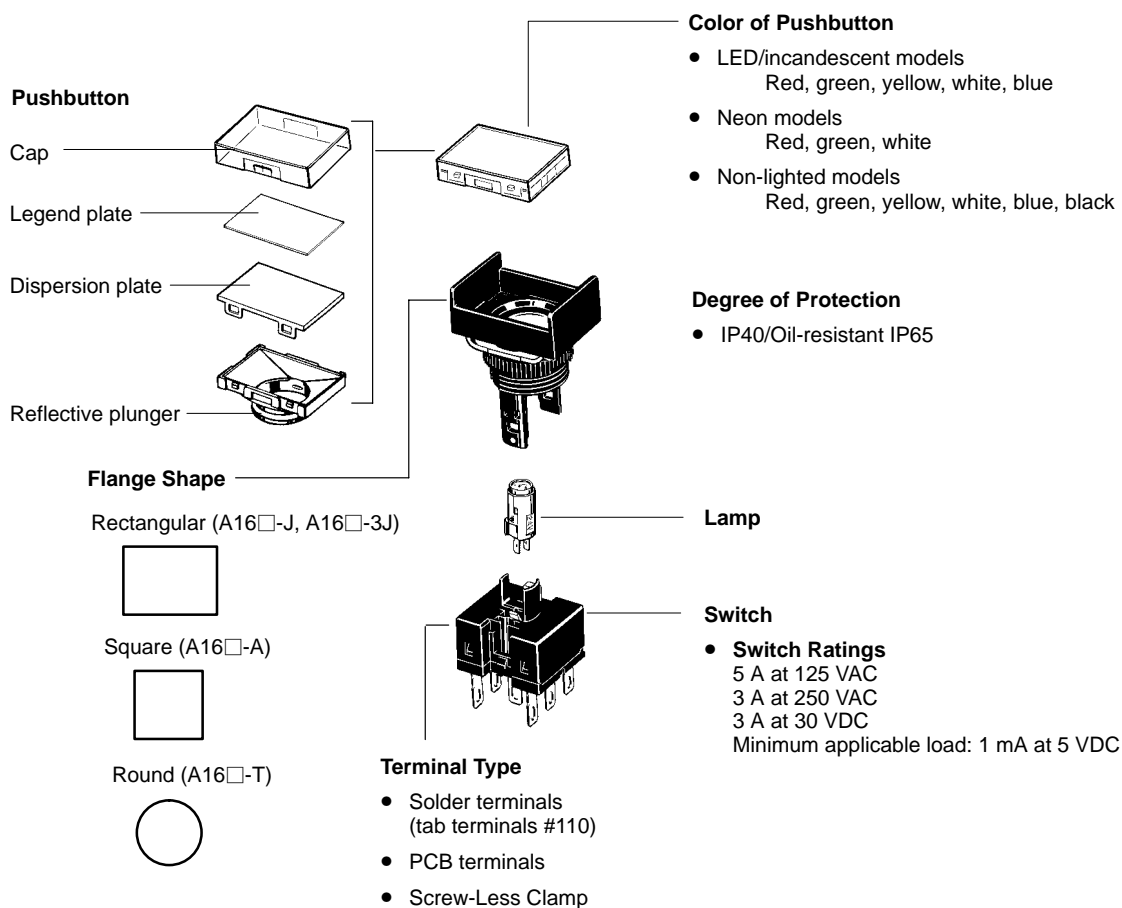 Color of Pushbutton
● LED/incandescent models
Red, green, yellow, white, blue
● Neon models
Red, green, white
● Non-lighted models
Red, green, yellow, white, blue, black
Pushbutton
Cap
Legend plate
Dispersion plate
Reflective plunger
Degree of Protection
● IP40/Oil-resistant IP65
Flange Shape
Rectangular (A16□-J, A16□-3J)
Square (A16□-A)
Round (A16□-T)
Lamp
Switch
● Switch Ratings
5 A at 125 VAC
3 A at 250 VAC
3 A at 30 VDC
Minimum applicable load: 1 mA at 5 VDC
Terminal Type
● Solder terminals
(tab terminals #110)
● PCB terminals
● Screw-Less Clamp